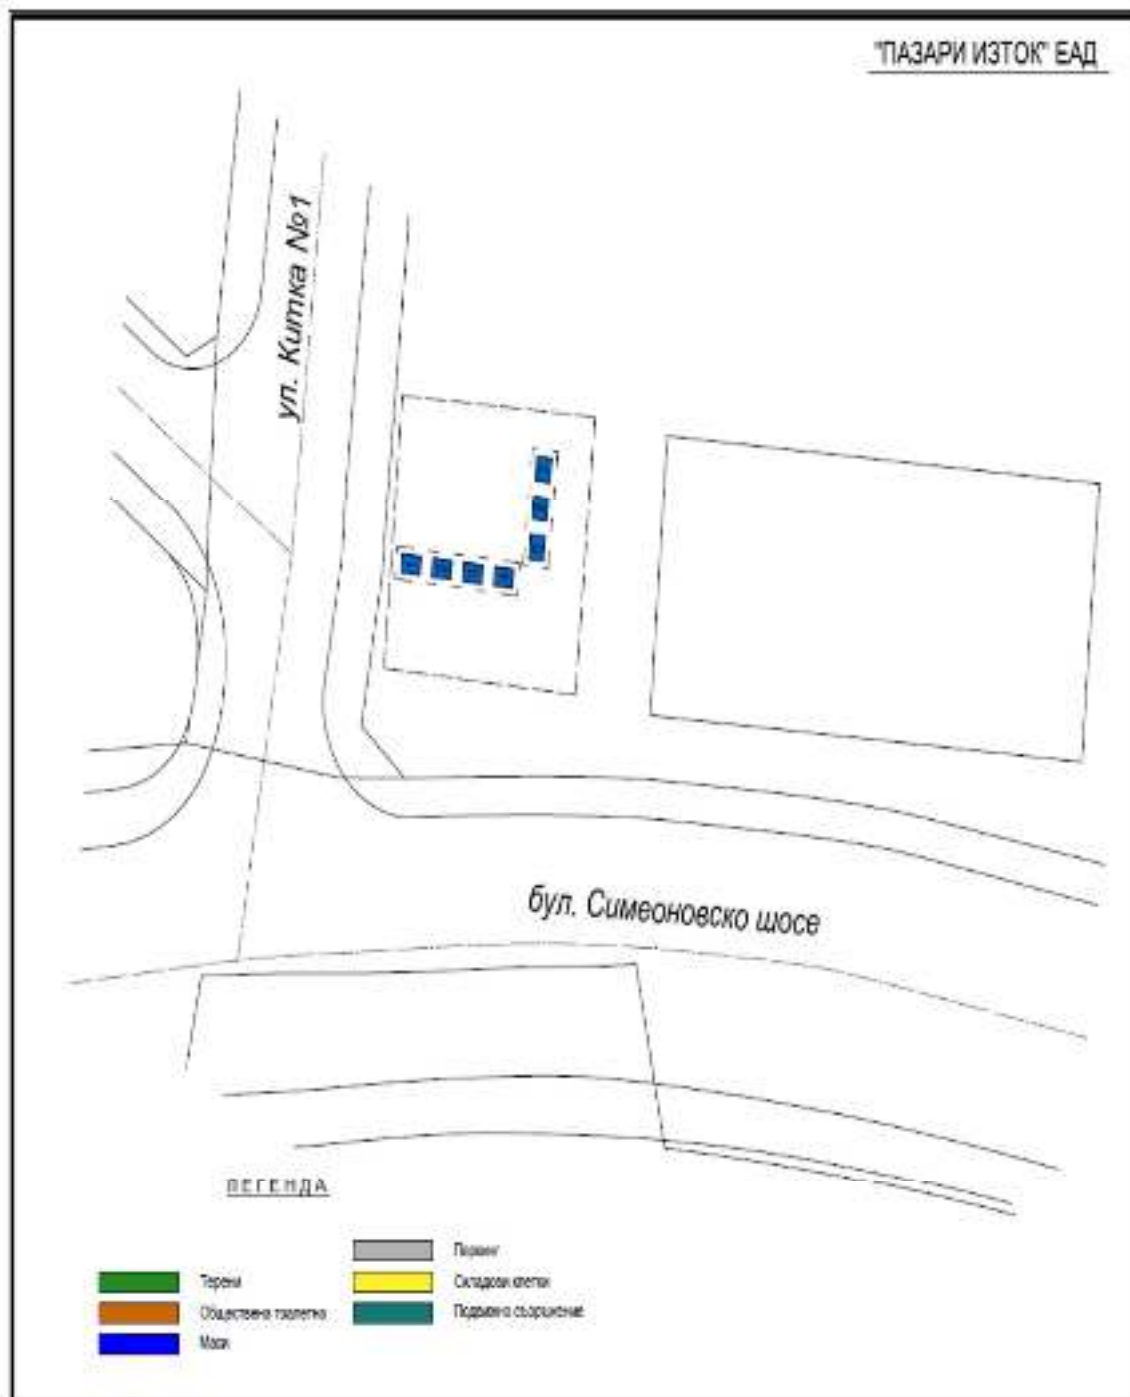 "ПАЗАРИ ИЗТОК" ЕАД
ул. Китка №1
бул. Симеоновско шосе
ЛЕГЕНДА
Паркинг
Терени
Складови клетки
Обществена тоалетна
Подвижно съоръжение
Маси